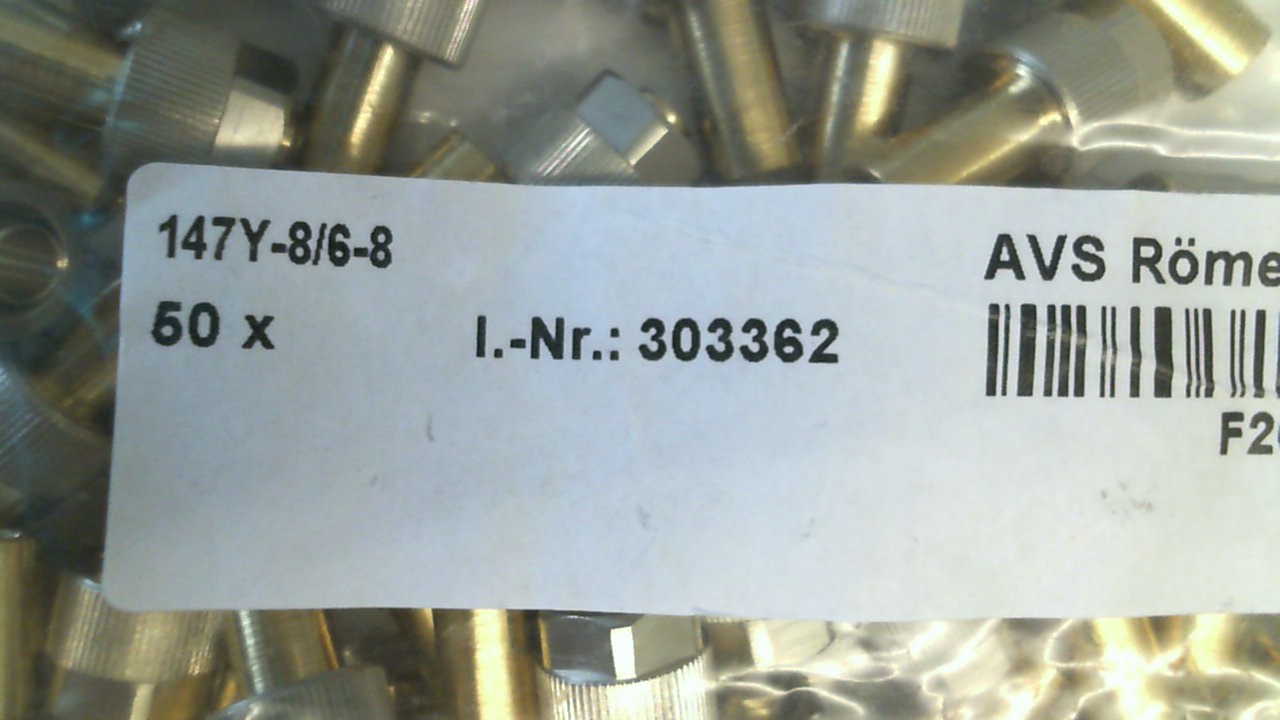 147Y-8/6-8
50 x
I.-Nr.: 303362
AVS Röme
F2